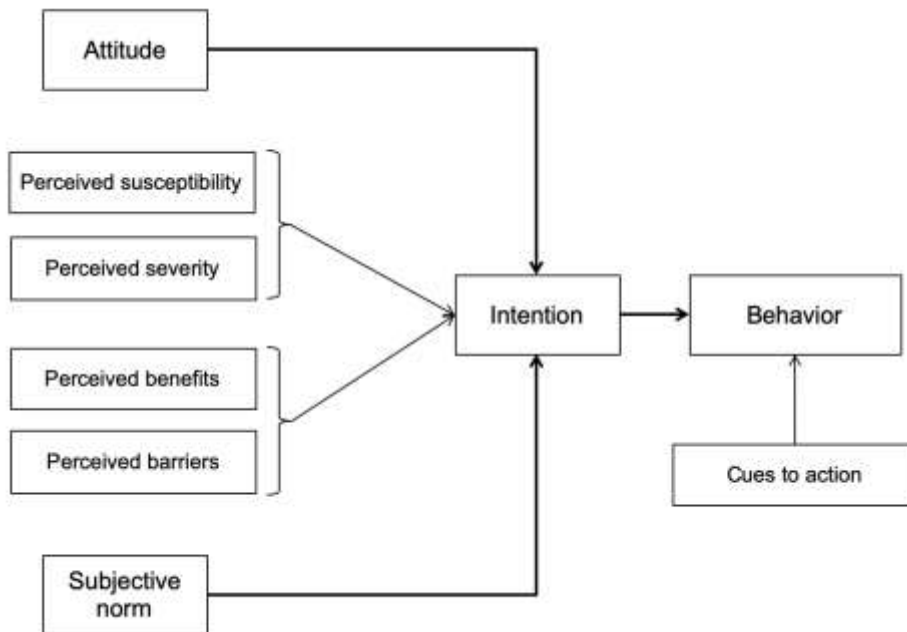 Attitude
Perceived susceptibility
Perceived severity
Intention
Behavior
Perceived benefits
Perceived barriers
Cues to action
Subjective
norm